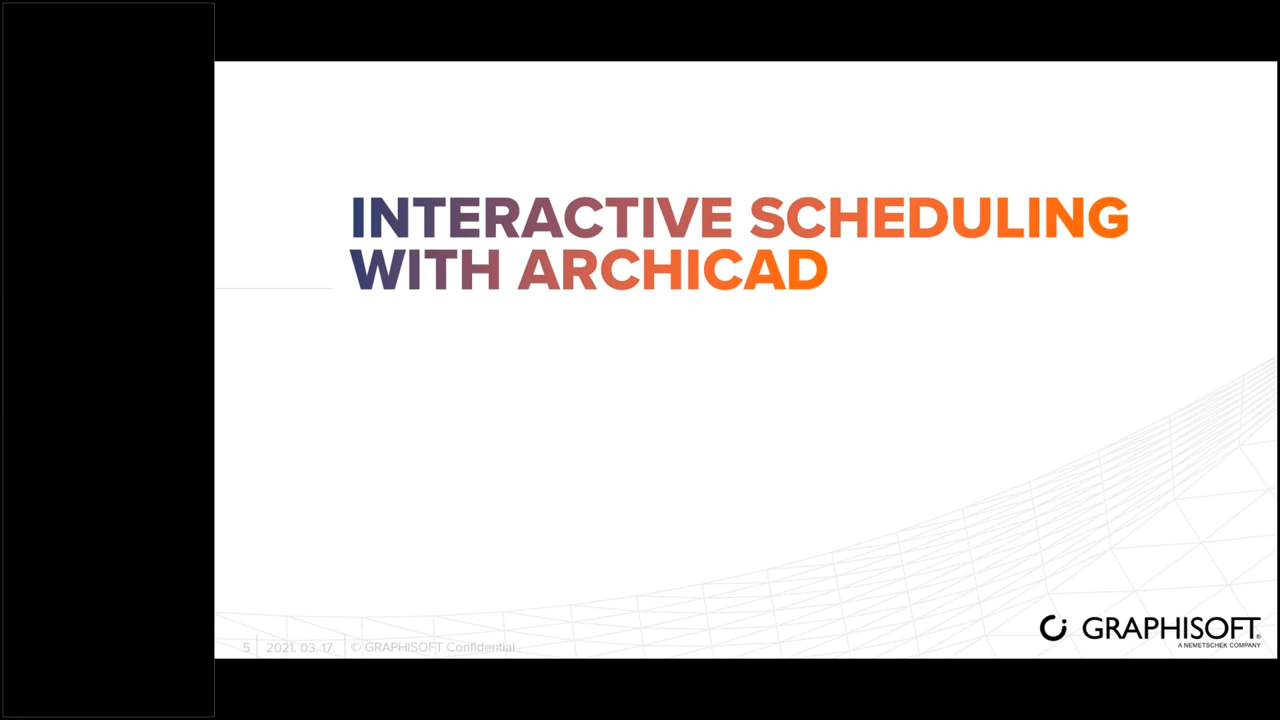 INTERACTIVE SCHEDULING
WITH ARCHICAD
5 2021. 03. 17. © GRAPHISOFT Confidential
GRAPHISOFT®
A NEMETSCHEK COMPANY